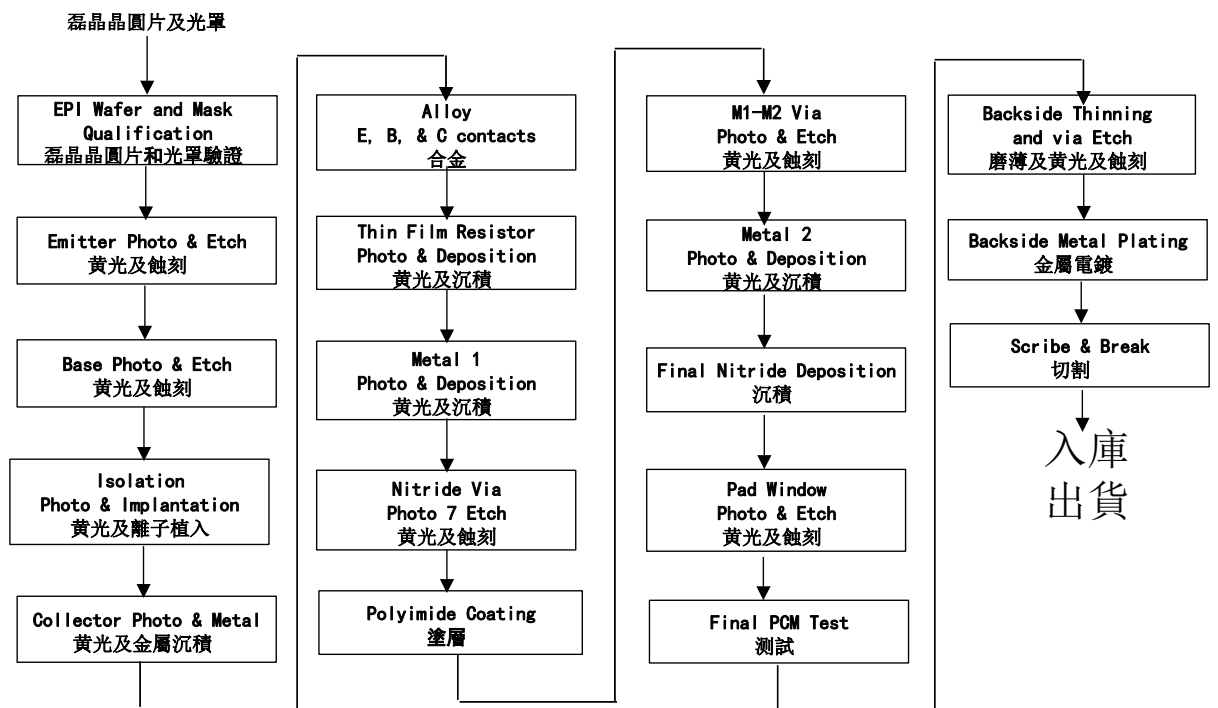 磊晶晶圓片及光罩
EPI Wafer and Mask
Qualification
磊晶晶圓片和光罩驗證
Emitter Photo & Etch
黃光及蝕刻
Base Photo & Etch
黃光及蝕刻
Isolation
Photo & Implantation
黃光及離子植入
Collector Photo & Metal
黃光及金屬沉積
Alloy
E, B, & C contacts
合金
Thin Film Resistor
Photo & Deposition
黃光及沉積
Metal 1
Photo & Deposition
黃光及沉積
Nitride Via
Photo 7 Etch
黃光及蝕刻
Polyimide Coating
塗層
M1-M2 Via
Photo & Etch
黃光及蝕刻
Metal 2
Photo & Deposition
黃光及沉積
Final Nitride Deposition
沉積
Pad Window
Photo & Etch
黃光及蝕刻
Final PCM Test
測試
Backside Thinning
and via Etch
磨薄及黃光及蝕刻
Backside Metal Plating
金屬電鍍
Scribe & Break
切割
入庫
出貨